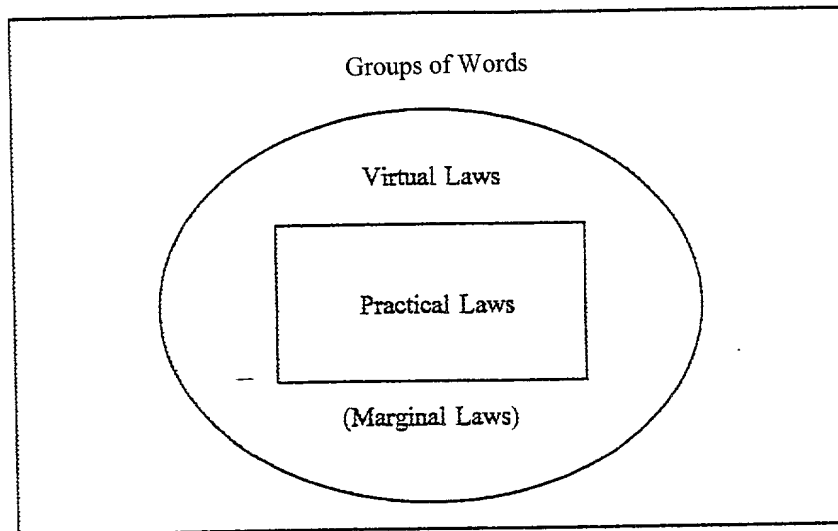 Groups of Words
Virtual Laws
Practical Laws
(Marginal Laws)